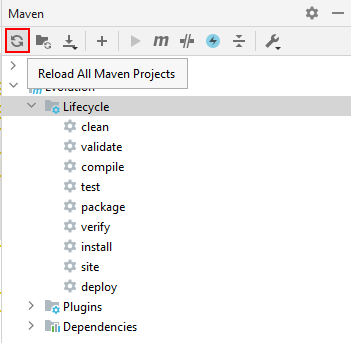 Maven
m
Reload All Maven Projects
Evolution
Lifecycle
clean
validate
compile
test
package
verify
install
site
deploy
Plugins
Dependencies